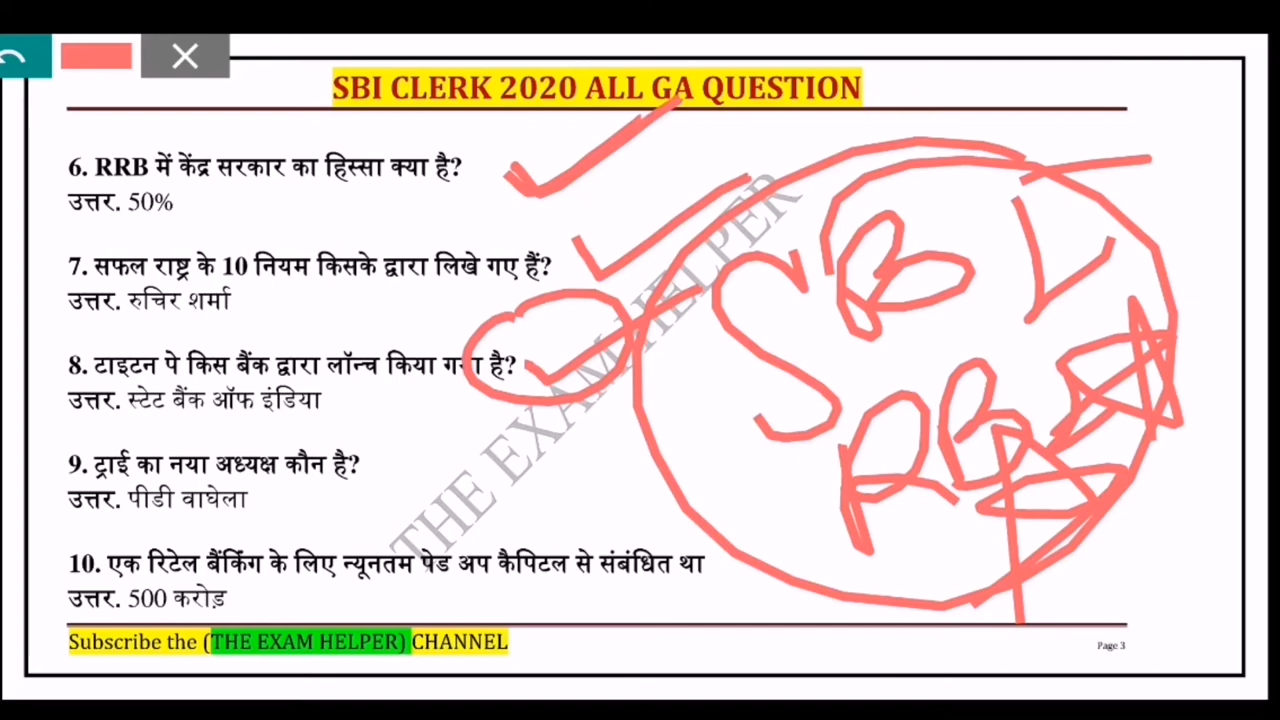 SBI CLERK 2020 ALL GA QUESTION
6. RRB में केंद्र सरकार का हिस्सा क्या है?
उत्तर. 50%
7. सफल राष्ट्र के 10 नियम किसके द्वारा लिखे गए हैं?
उत्तर. रुचिर शर्मा
8. टाइटन पे किस बैंक द्वारा लॉन्च किया गया है?
उत्तर. स्टेट बैंक ऑफ इंडिया
9. ट्राई का नया अध्यक्ष कौन है?
उत्तर. पीडी वाघेला
10. एक रिटेल बैंकिंग के लिए न्यूनतम पेड अप कैपिटल से संबंधित था
उत्तर. 500 करोड़
THE EXAM HELPER
SBI
RB
Subscribe the (THE EXAM HELPER) CHANNEL
Page 3